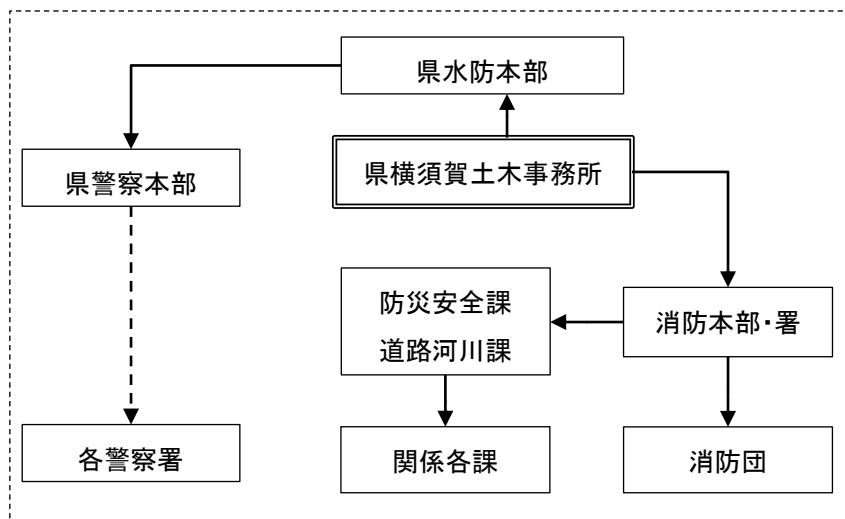 県水防本部
県警察本部
県横須賀土木事務所
防災安全課
道路河川課
消防本部・署
各警察署
関係各課
消防団